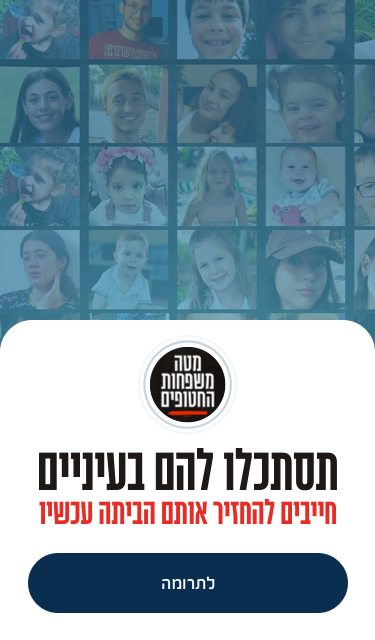 מטה
משפחות
החטופים
תסתכלו להם בעיניים
חייבים להחזיר אותם הביתה עכשיו
לתרומה